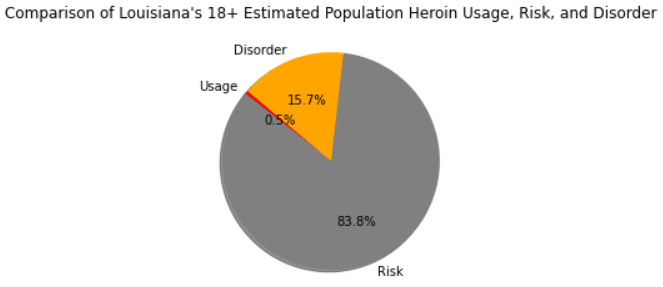 Comparison of Louisiana's 18+ Estimated Population Heroin Usage, Risk, and Disorder
Disorder
Usage
15.7%
0.5%
83.8%
Risk